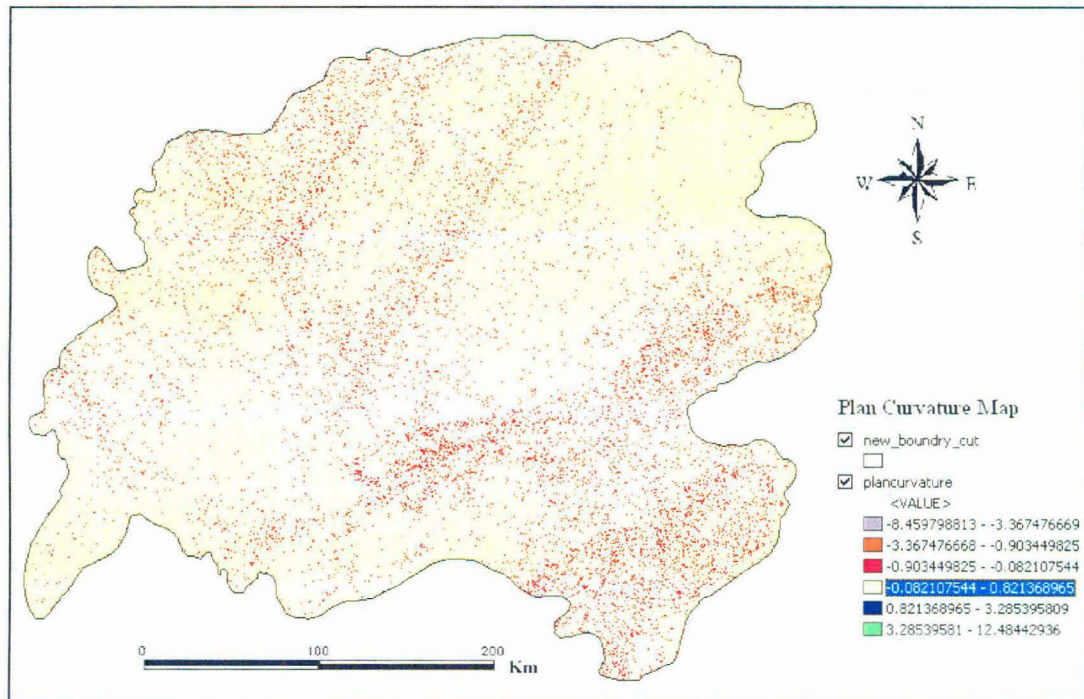 N
W E
S
Plan Curvature Map
new_boundry_cut
plancurvature
<VALUE>
-8.459798813 - -3.367476669
-3.367476668 - -0.903449825
-0.903449825 - -0.082107544
-0.082107544 - 0.821368965
0.821368965 - 3.285395809
3.28539581 - 12.48442936
0 100 200 Km